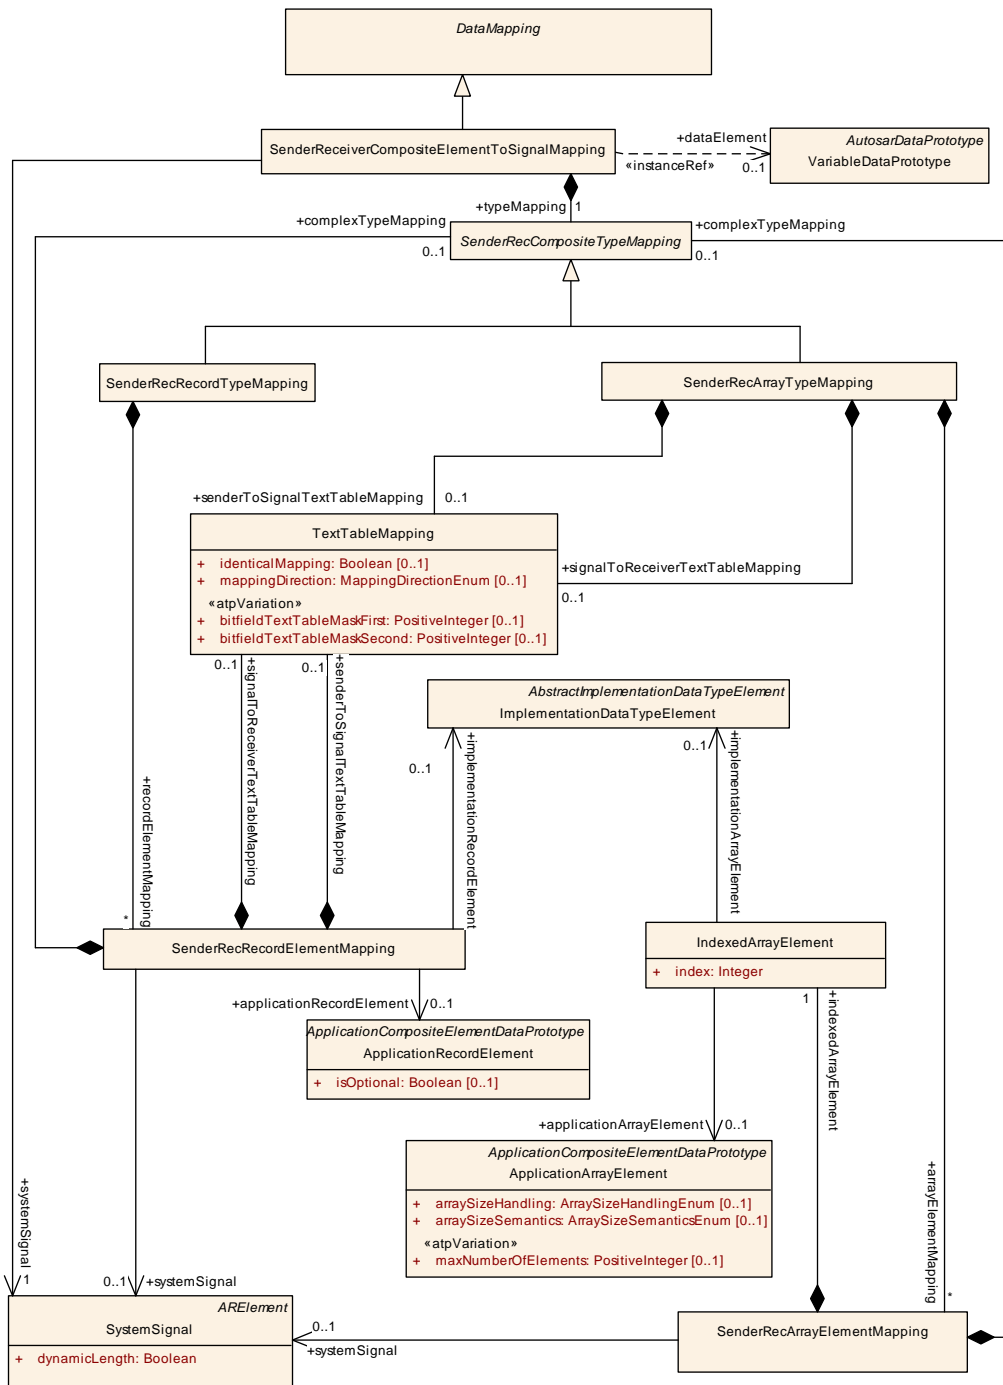 DataMapping
SenderReceiverCompositeElementToSignalMapping
+dataElement
«instanceRef»
0..1
AutosarDataPrototype
VariableDataPrototype
+typeMapping
1
+complexTypeMapping
0..1
SenderRecCompositeTypeMapping
+complexTypeMapping
0..1
SenderRecRecordTypeMapping
SenderRecArrayTypeMapping
+senderToSignalTextTableMapping
0..1
TextTableMapping
+ identicalMapping: Boolean [0..1]
+ mappingDirection: MappingDirectionEnum [0..1]
«atpVariation»
+ bitfieldTextTableMaskFirst: PositiveInteger [0..1]
+ bitfieldTextTableMaskSecond: PositiveInteger [0..1]
+signalToReceiverTextTableMapping
0..1
0..1
+signalToReceiverTextTableMapping
0..1
+senderToSignalTextTableMapping
AbstractImplementationDataTypeElement
ImplementationDataTypeElement
0..1
+implementationRecordElement
0..1
+implementationArrayElement
+recordElementMapping
*
SenderRecRecordElementMapping
IndexedArrayElement
+ index: Integer
+applicationRecordElement
0..1
1
+indexedArrayElement
ApplicationCompositeElementDataPrototype
ApplicationRecordElement
+ isOptional: Boolean [0..1]
+applicationArrayElement
0..1
ApplicationCompositeElementDataPrototype
ApplicationArrayElement
+ arraySizeHandling: ArraySizeHandlingEnum [0..1]
+ arraySizeSemantics: ArraySizeSemanticsEnum [0..1]
«atpVariation»
+ maxNumberOfElements: PositiveInteger [0..1]
+arrayElementMapping
*
+systemSignal
1
0..1
+systemSignal
ARElement
SystemSignal
+ dynamicLength: Boolean
0..1
+systemSignal
SenderRecArrayElementMapping